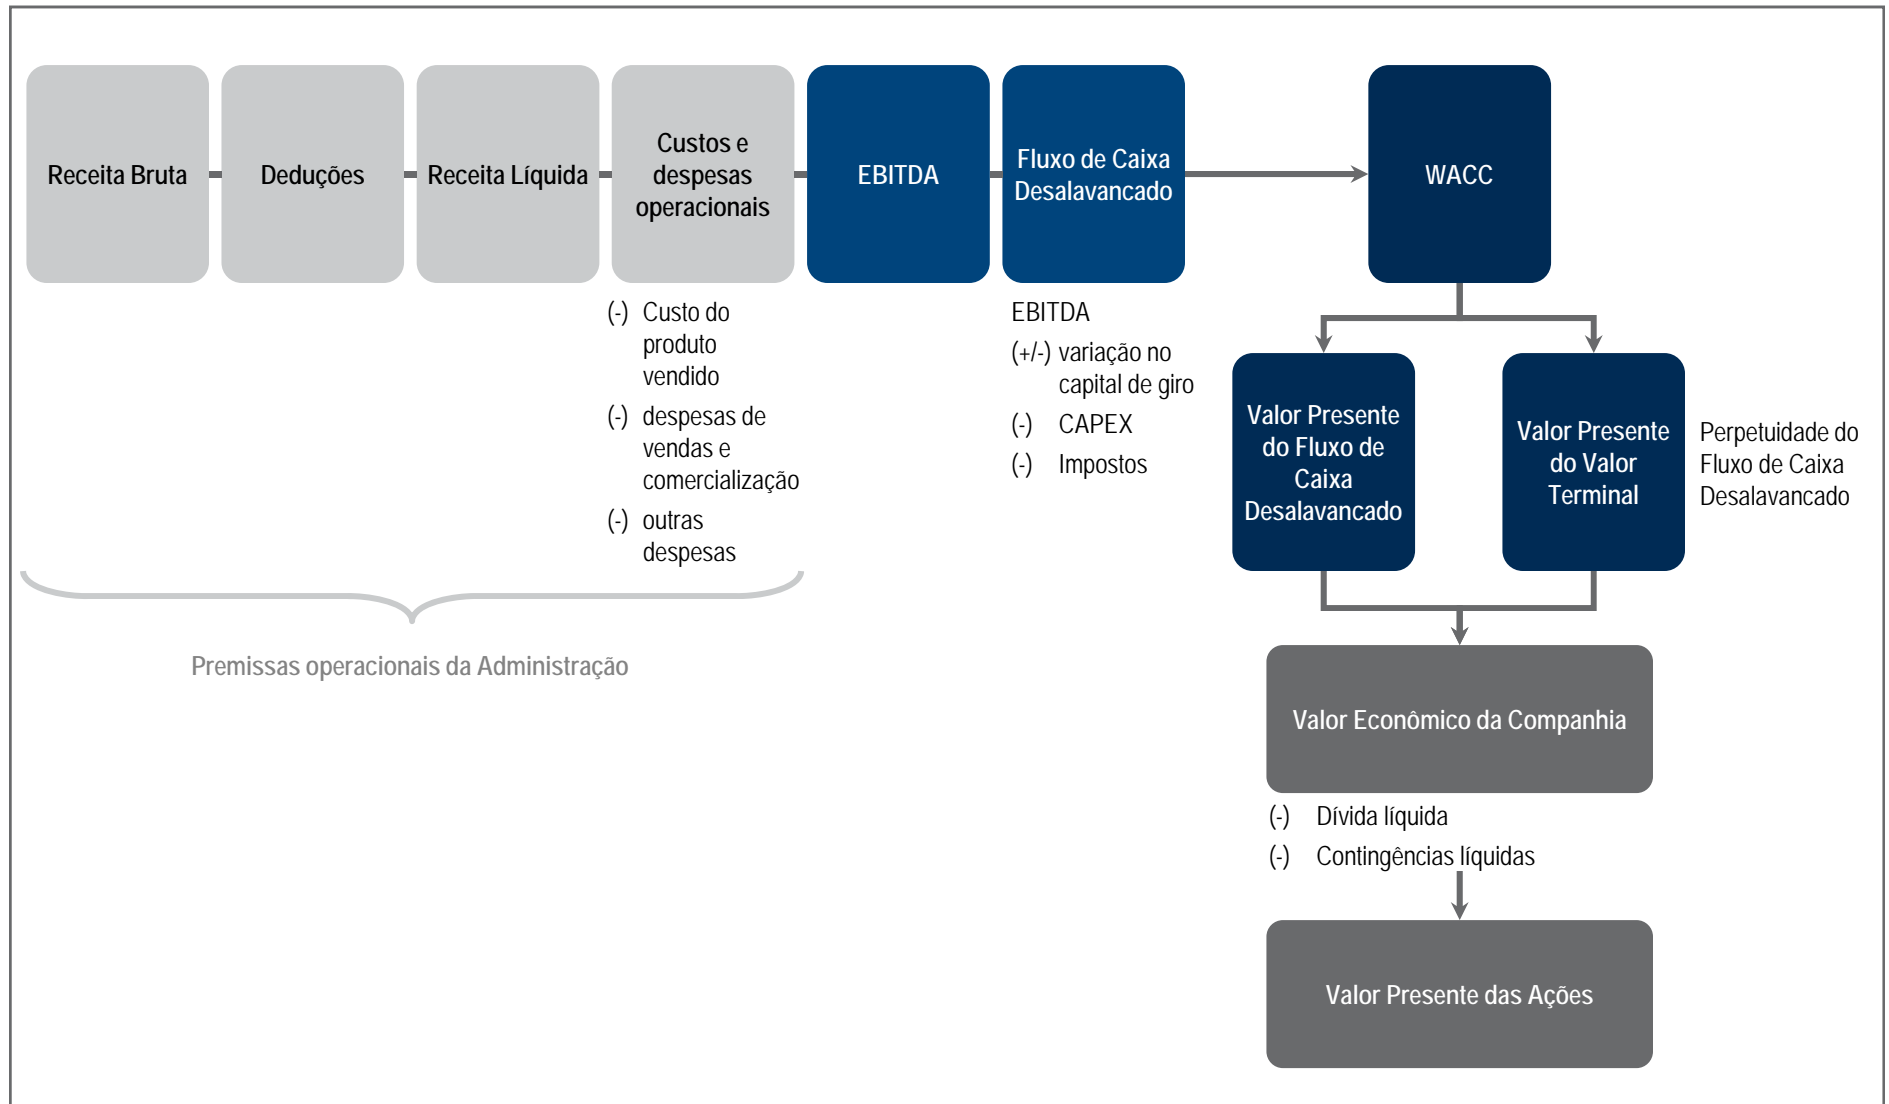 Receita Bruta
Deduções
Receita Líquida
Custos e
despesas
operacionais
EBITDA
Fluxo de Caixa
Desalavancado
WACC
(-) Custo do
produto
vendido
(-) despesas de
vendas e
comercialização
(-) outras
despesas
EBITDA
(+/-) variação no
capital de giro
(-) CAPEX
(-) Impostos
Valor Presente
do Fluxo de
Caixa
Desalavancado
Valor Presente
do Valor
Terminal
Perpetuidade do
Fluxo de Caixa
Desalavancado
Premissas operacionais da Administração
Valor Econômico da Companhia
(-) Dívida líquida
(-) Contingências líquidas
Valor Presente das Ações